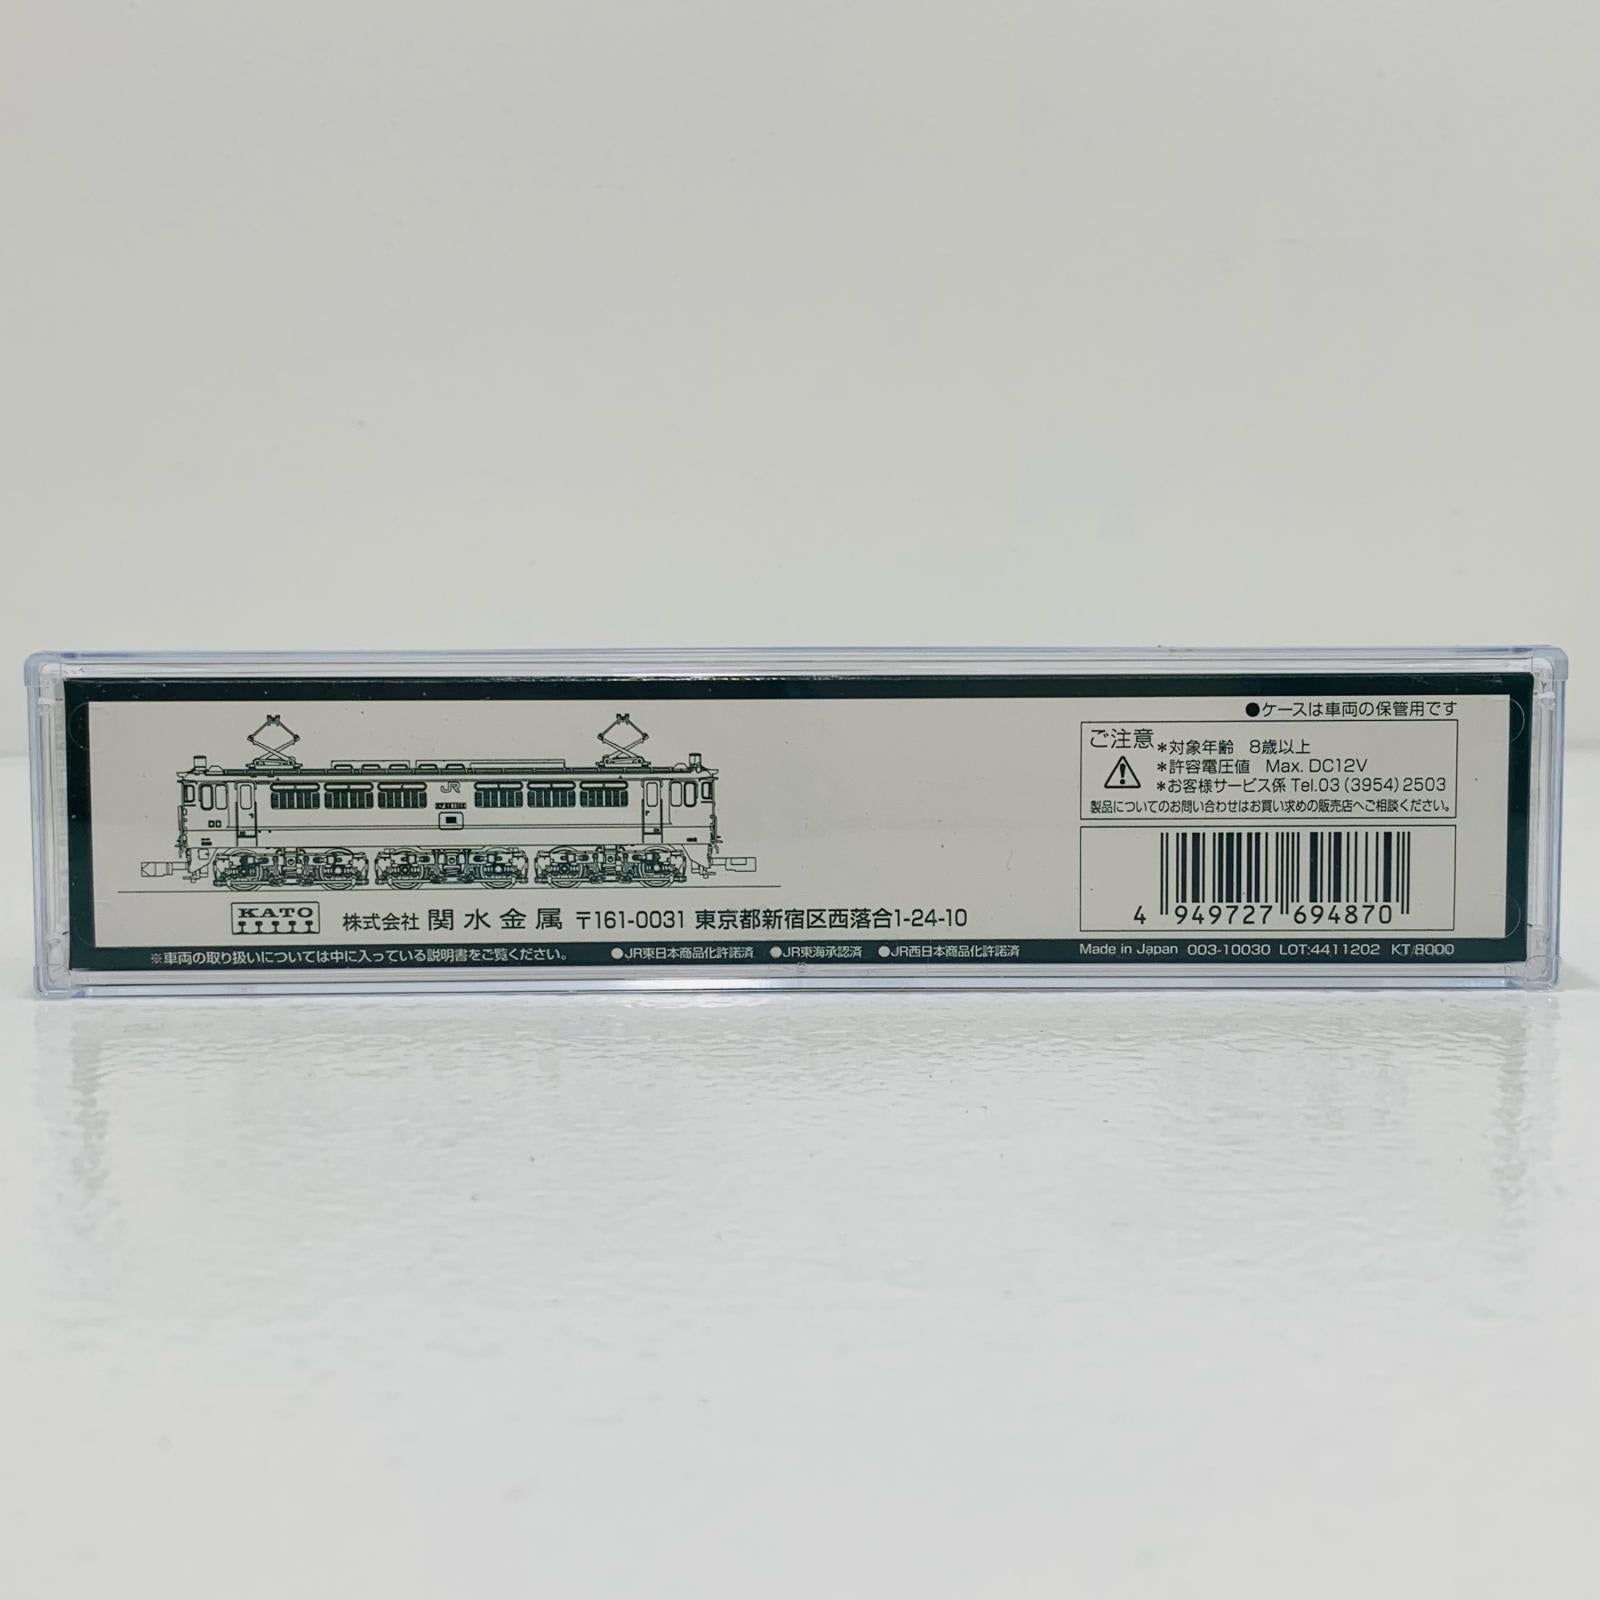 ●ケースは車両の保管用です
ご注意
*対象年齢 8歳以上
*許容電圧値 Max. DC12V
*お客様サービス係 Tel.03(3954)2503
製品についてのお問い合わせはお買い求めの販売店へご相談ください。
JR
4 949727 694870
KATO
株式会社 関水金属 〒161-0031 東京都新宿区西落合1-24-10
※車両の取り扱いについては中に入っている説明書をご覧ください。 ●JR東日本商品化許諾済 ●JR東海承認済 ●JR西日本商品化許諾済
Made in Japan 003-10030 LOT:4411202 KT/8000